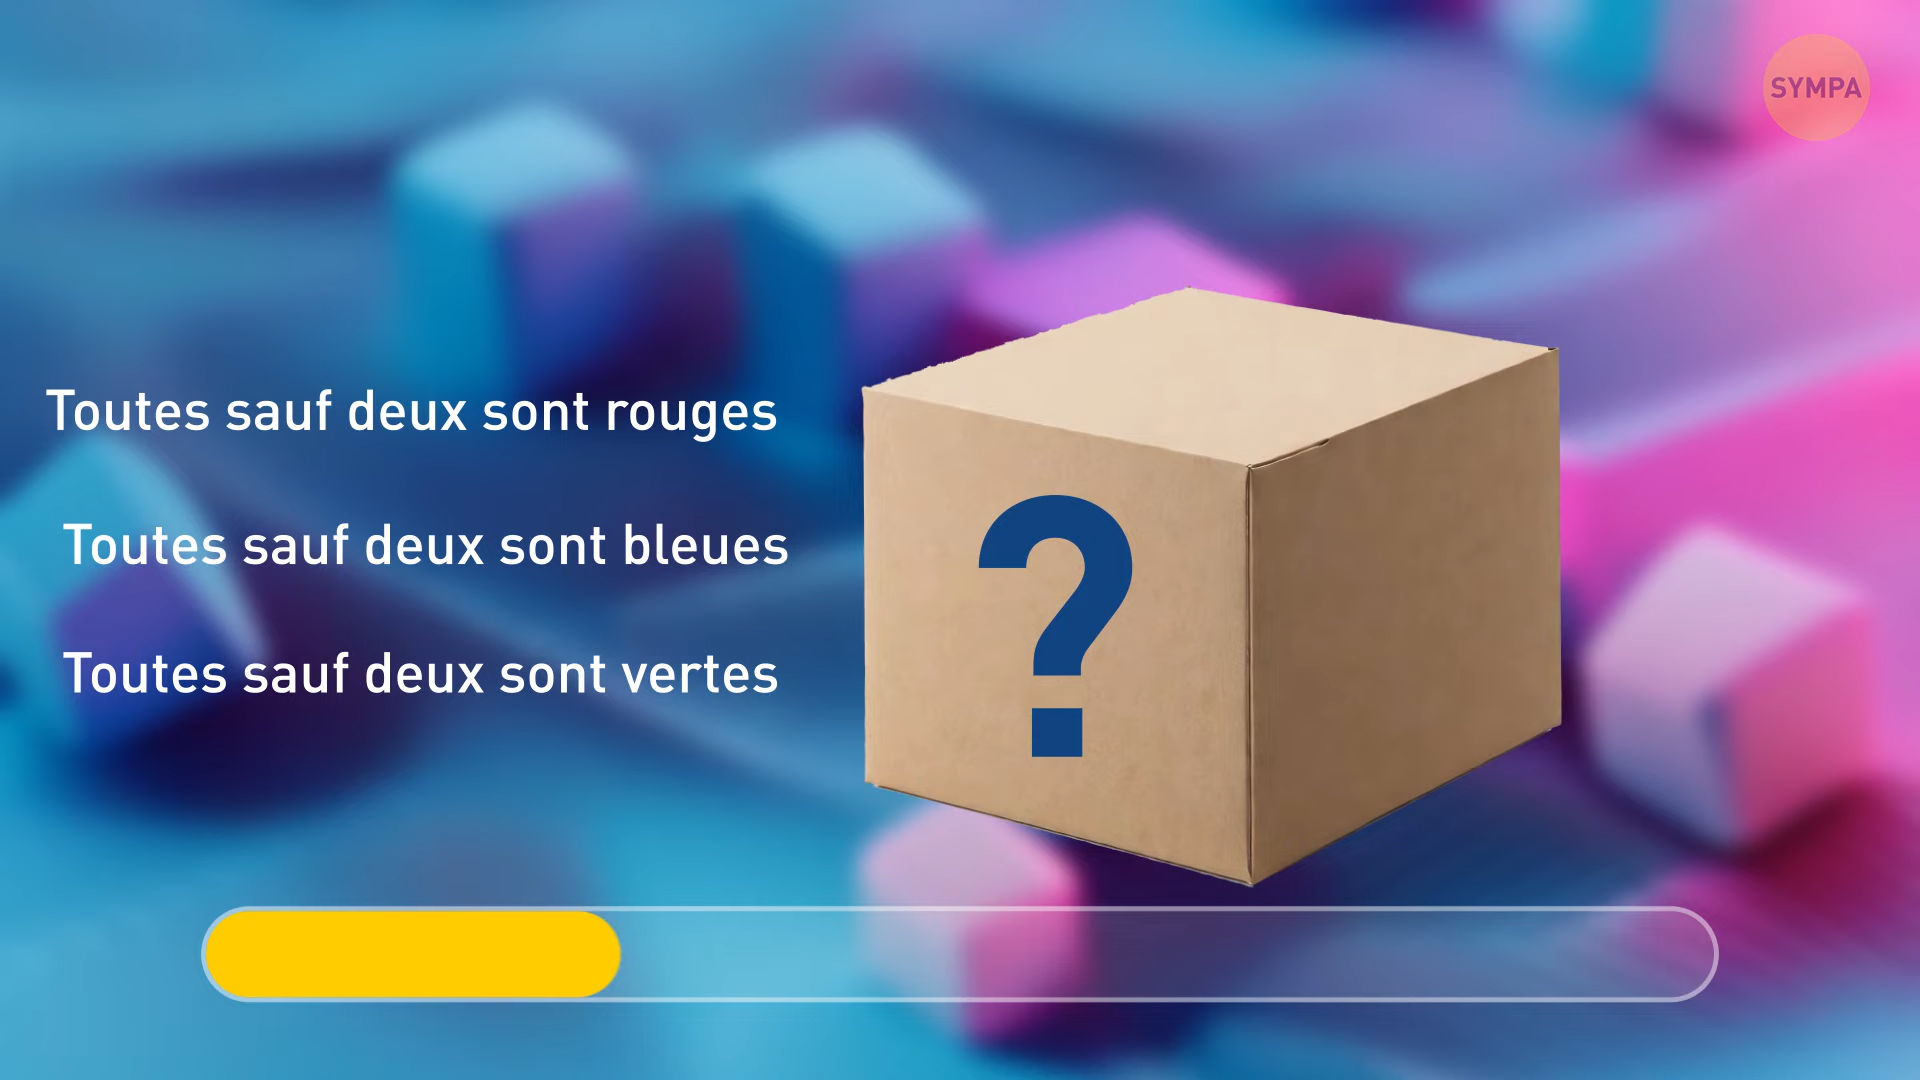 SYMPA
Toutes sauf deux sont rouges
Toutes sauf deux sont bleues
Toutes sauf deux sont vertes
?